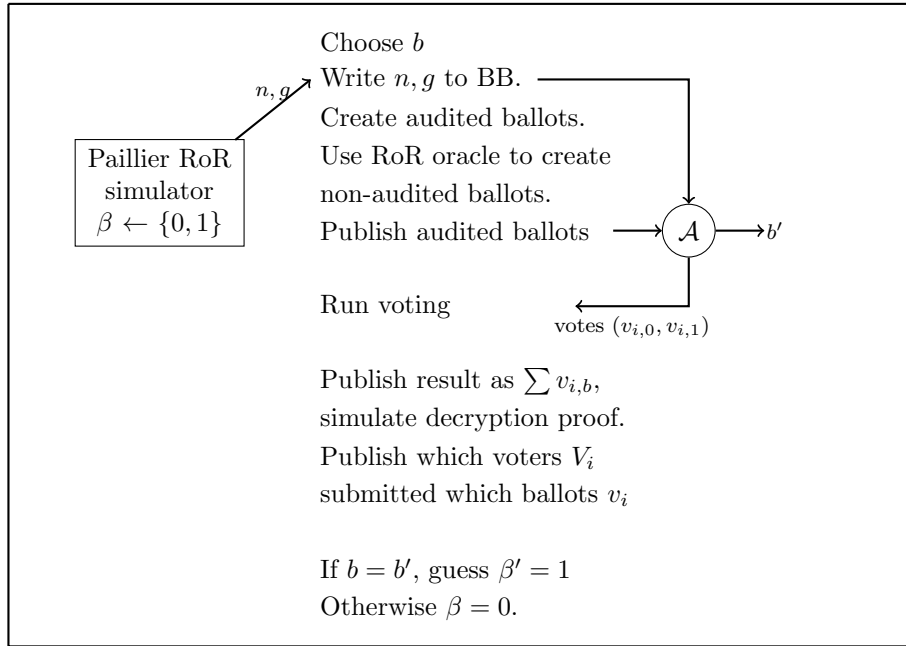 Choose b
Write n, g to BB.
n, g
Create audited ballots.
Paillier RoR
simulator
β ← {0, 1}
Use RoR oracle to create
non-audited ballots.
Publish audited ballots
𝒜
b′
Run voting
votes (v_{i,0}, v_{i,1})
Publish result as ∑ v_{i,b},
simulate decryption proof.
Publish which voters V_i
submitted which ballots v_i
If b = b′, guess β′ = 1
Otherwise β = 0.